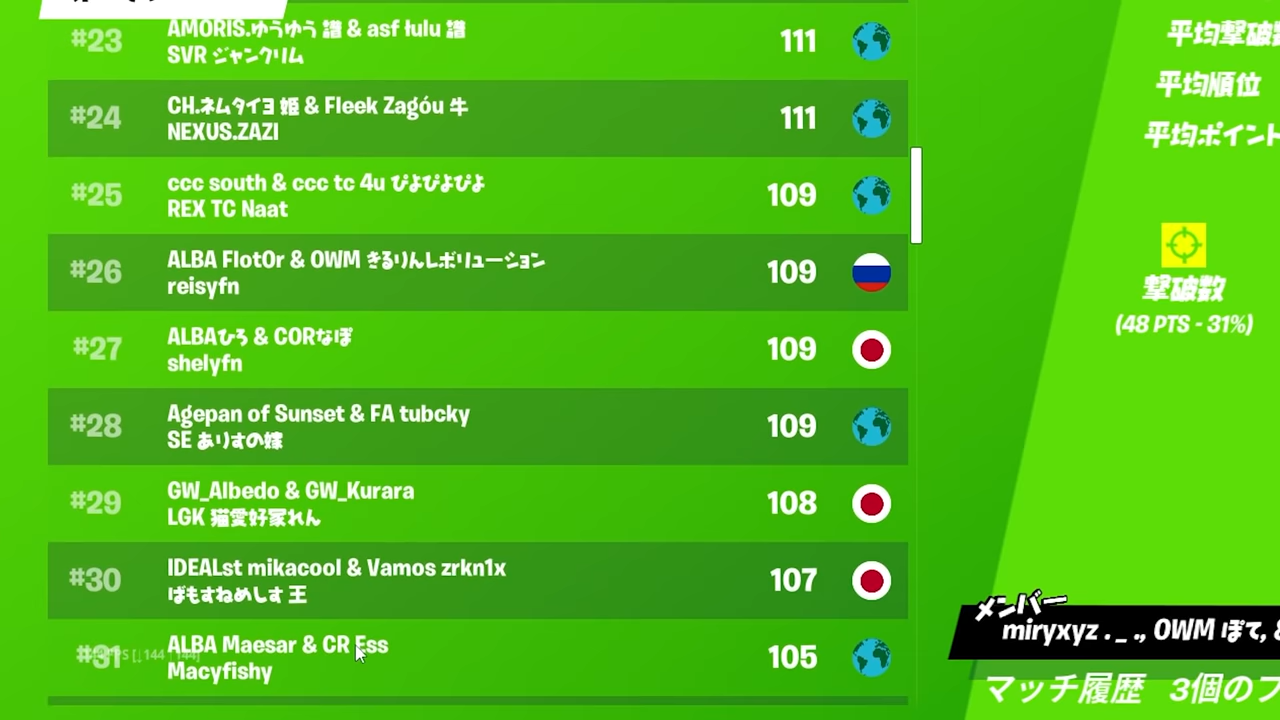 #23
AMORIS.ゆうゆう 譜 & asf łulu 譜
SVR ジャンクリム
111
#24
CH.ネムタイヨ 姫 & Fleek Zagóu 牛
NEXUS.ZAZI
111
#25
ccc south & ccc tc 4u ぴよぴよぴよ
REX TC Naat
109
#26
ALBA FlotOr & OWM きるりんレボリューション
reisyfn
109
#27
ALBAひろ & CORなぽ
shelyfn
109
#28
Agepan of Sunset & FA tubcky
SE ありすの嫁
109
#29
GW_Albedo & GW_Kurara
LGK 猫愛好家れん
108
#30
IDEALst mikacool & Vamos zrkn1x
ばもすねめしす 王
107
#31
ALBA Maesar & CR Ess
Macyfishy
105
平均撃破数
平均順位
平均ポイント
撃破数
(48 PTS - 31%)
メンバー
miryxyz . _ ., OWM ぽて, &
マッチ履歴 3個のフ